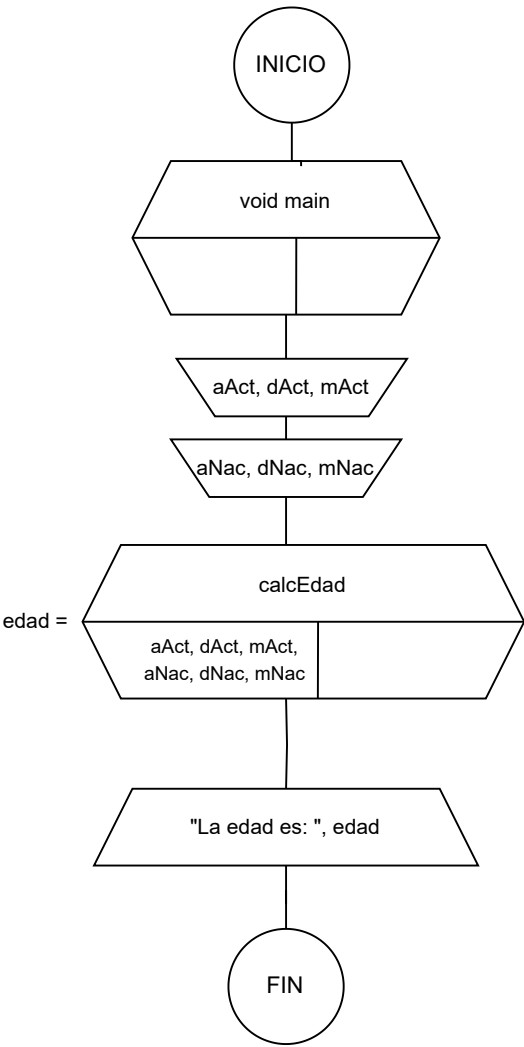 INICIO
void main
aAct, dAct, mAct
aNac, dNac, mNac
calcEdad
edad =
aAct, dAct, mAct,
aNac, dNac, mNac
"La edad es: ", edad
FIN